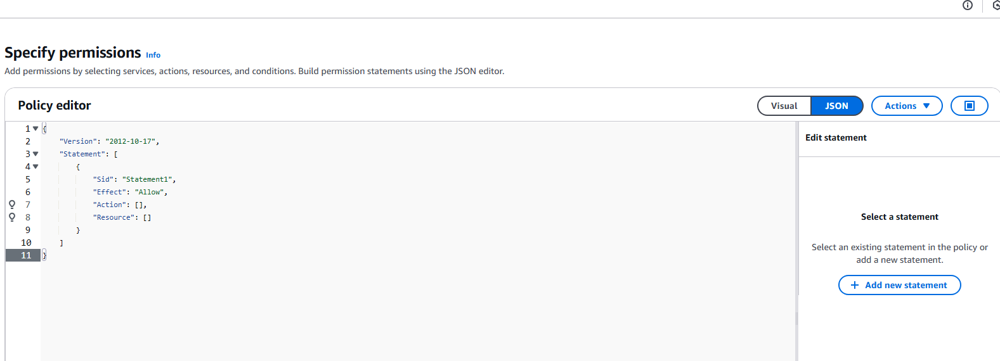 Specify permissions Info
Add permissions by selecting services, actions, resources, and conditions. Build permission statements using the JSON editor.
Policy editor
Visual JSON Actions
1 {
2 "Version": "2012-10-17",
3 "Statement": [
4 {
5 "Sid": "Statement1",
6 "Effect": "Allow",
7 "Action": [],
8 "Resource": []
9 }
10 ]
11 }
Edit statement
Select a statement
Select an existing statement in the policy or
add a new statement.
+ Add new statement